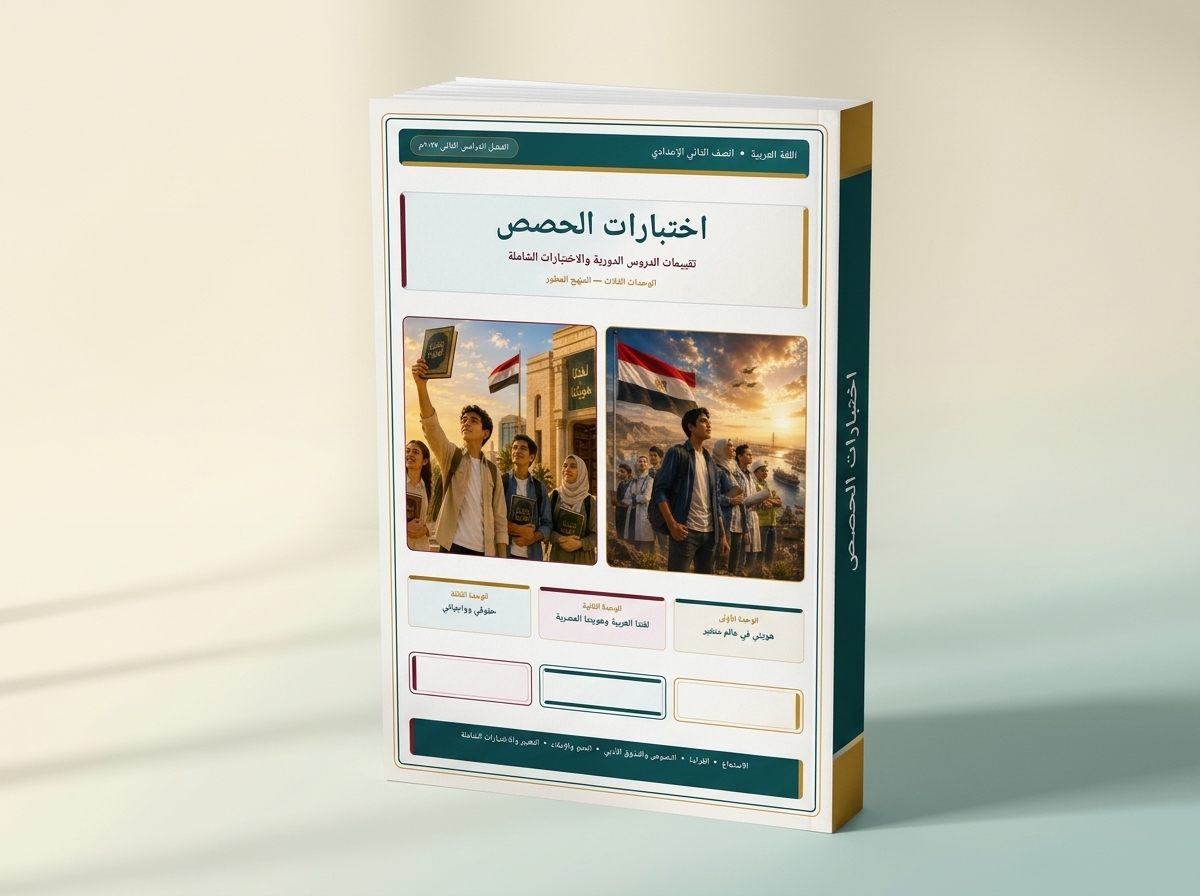 اللغة العربية • الصف الثاني الإعدادي
الفصل الدراسي الثاني
اختبارات الحصص
تقييمات الدروس الدورية والاختبارات الشاملة
الوحدات الثلاث — المنهج المطور
لغتنا هويتنا
الوحدة الأولى
هويتي في عالم متغير
الوحدة الثانية
لغتنا العربية وهويتنا المصرية
الوحدة الثالثة
حقوقي وواجباتي
الاستماع • القراءة • النصوص والتذوق الأدبي • النحو والإملاء • التعبير والاختبارات الشاملة
اختبارات الحصص